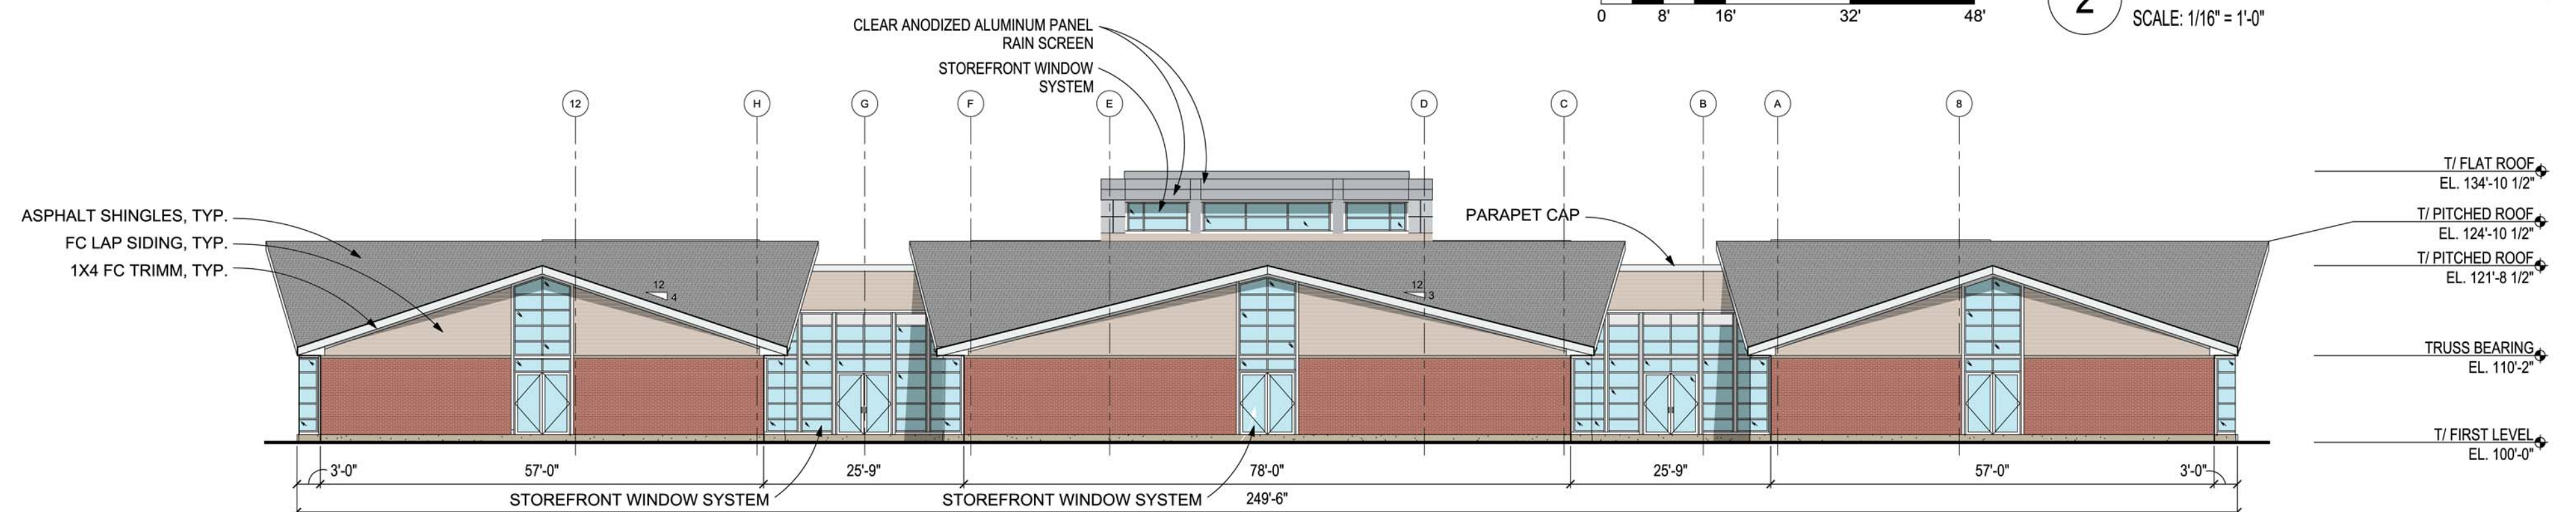 0 8' 16' 32' 48'
2
SCALE: 1/16" = 1'-0"
CLEAR ANODIZED ALUMINUM PANEL
RAIN SCREEN
STOREFRONT WINDOW
SYSTEM
12 H G F E D C B A 8
ASPHALT SHINGLES, TYP.
FC LAP SIDING, TYP.
1X4 FC TRIMM, TYP.
PARAPET CAP
12
4
12
3
T/ FLAT ROOF
EL. 134'-10 1/2"
T/ PITCHED ROOF
EL. 124'-10 1/2"
T/ PITCHED ROOF
EL. 121'-8 1/2"
TRUSS BEARING
EL. 110'-2"
T/ FIRST LEVEL
EL. 100'-0"
3'-0" 57'-0" 25'-9" 78'-0" 25'-9" 57'-0" 3'-0"
STOREFRONT WINDOW SYSTEM STOREFRONT WINDOW SYSTEM 249'-6"